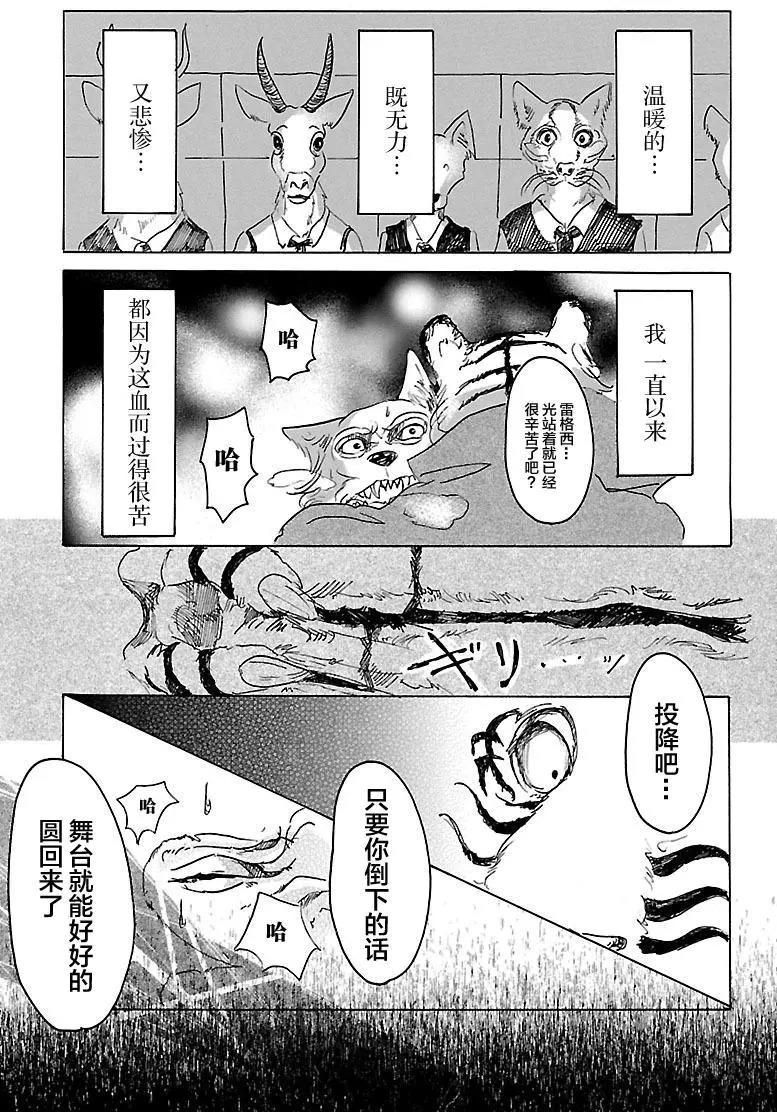 温暖的…
既无力…
又悲惨…
我一直以来
雷格西…
光站着就已经
很辛苦了吧？
哈
哈
都因为这血而过得很苦
ギリ…
投降吧…
只要你倒下的话
哈
哈
舞台就能好好的
圆回来了